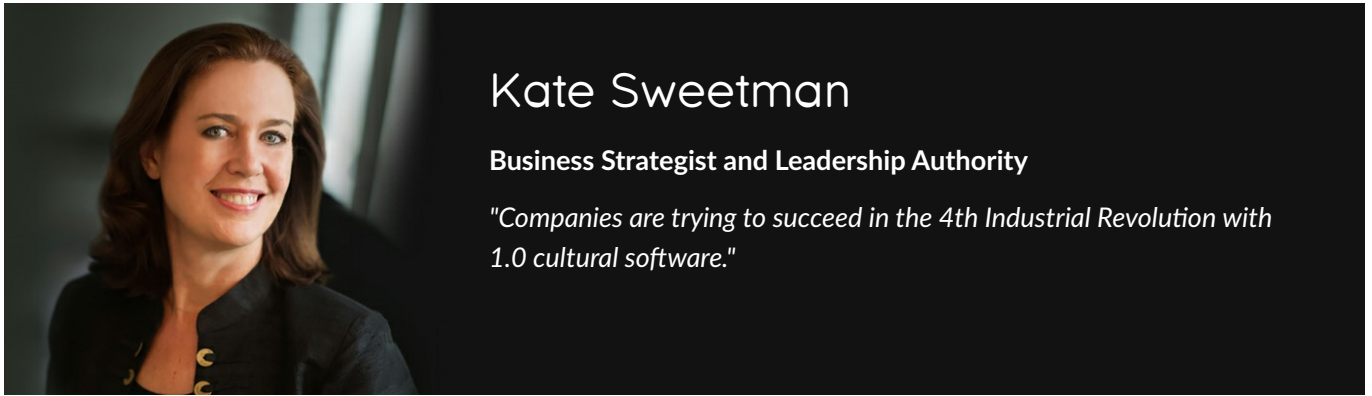 Kate Sweetman
Business Strategist and Leadership Authority
"Companies are trying to succeed in the 4th Industrial Revolution with
1.0 cultural software."